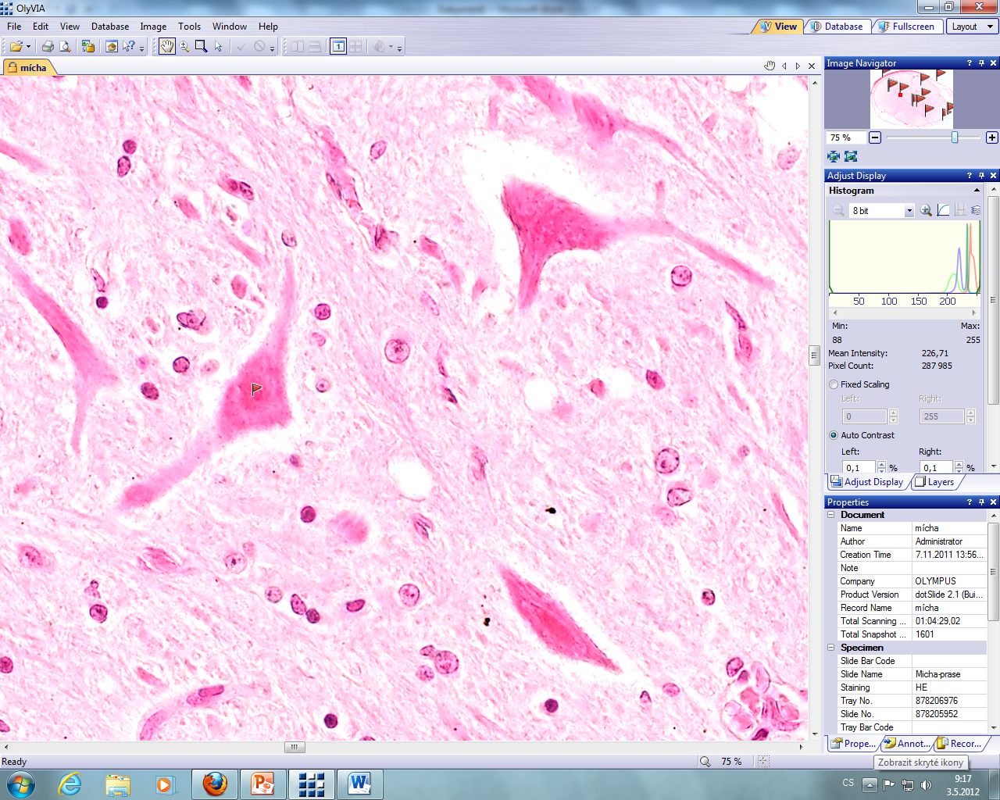 OlyVIA
File Edit View Database Image Tools Window Help
View Database Fullscreen Layout
1
mícha
Image Navigator
75 %
Adjust Display
Histogram
8 bit
50 100 150 200
Min: Max:
88 255
Mean Intensity: 226,71
Pixel Count: 287 985
Fixed Scaling
Left: Right:
0 255
Auto Contrast
Left: Right:
0,1 % 0,1 %
Adjust Display Layers
Properties
Document
Name mícha
Author Administrator
Creation Time 7.11.2011 13:56...
Note
Company OLYMPUS
Product Version dotSlide 2.1 (Bui...
Record Name mícha
Total Scanning ... 01:04:29,02
Total Snapshot ... 1601
Specimen
Slide Bar Code
Slide Name Micha-prase
Staining HE
Tray No. 878206976
Slide No. 878205952
Tray Bar Code
Prope... Annot... Recor...
Ready 75 %
Zobrazit skryté ikony
CS 9:17
3.5.2012